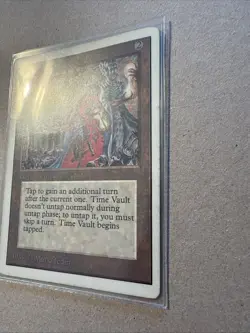 Tap to gain an additional turn
after the current one. Time Vault
doesn't untap normally during
untap phase; to untap it, you must
skip a turn. Time Vault begins
tapped.